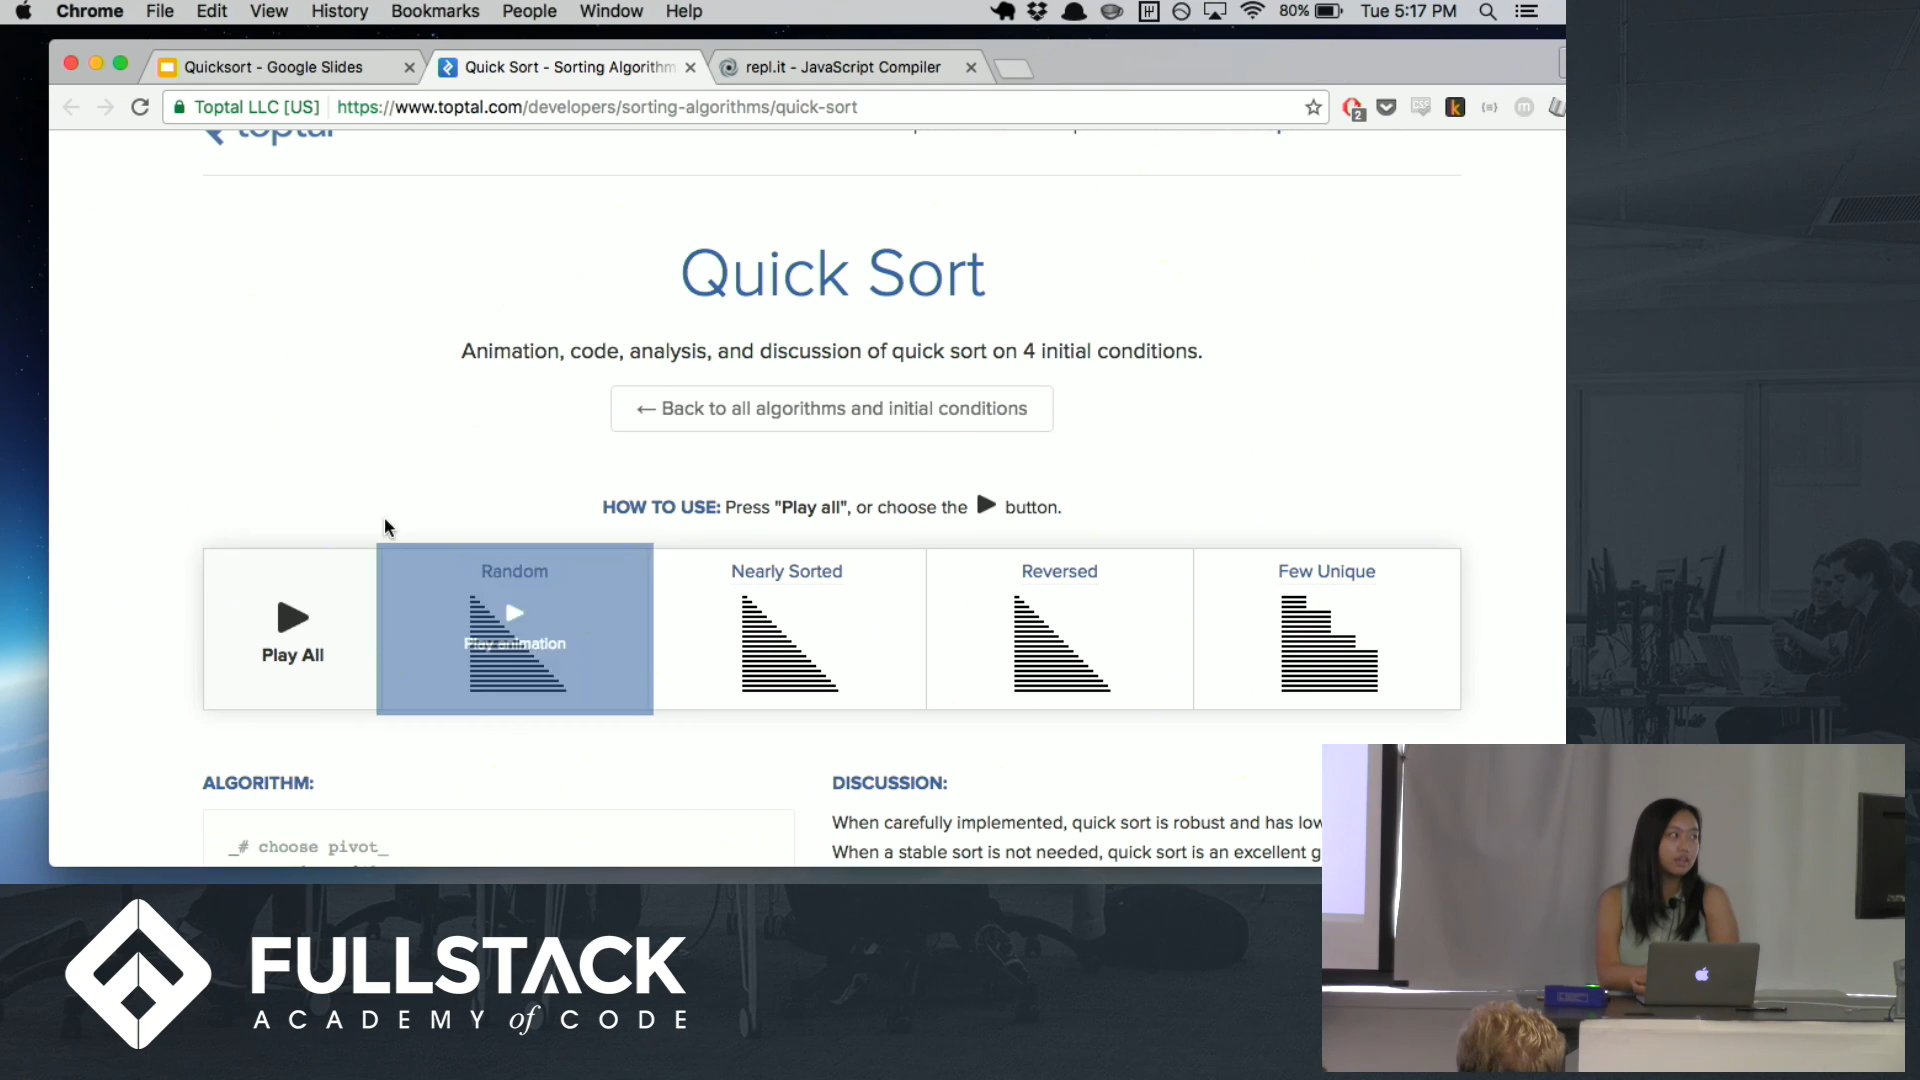 Chrome File Edit View History Bookmarks People Window Help 80% Tue 5:17 PM
Quicksort - Google Slides
Quick Sort - Sorting Algorithm
repl.it - JavaScript Compiler
Toptal LLC [US] https://www.toptal.com/developers/sorting-algorithms/quick-sort
2
toptal
Quick Sort
Animation, code, analysis, and discussion of quick sort on 4 initial conditions.
← Back to all algorithms and initial conditions
HOW TO USE: Press "Play all", or choose the button.
Play All
Random
Play animation
Nearly Sorted
Reversed
Few Unique
ALGORITHM:
_# choose pivot_
DISCUSSION:
When carefully implemented, quick sort is robust and has low
When a stable sort is not needed, quick sort is an excellent g
FULLSTACK
ACADEMY of CODE